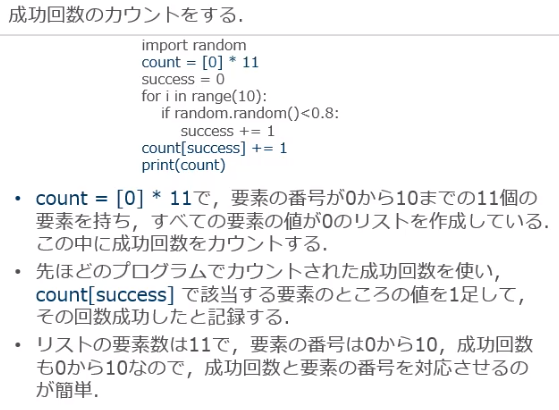 成功回数のカウントをする.
import random
count = [0] * 11
success = 0
for i in range(10):
    if random.random()<0.8:
        success += 1
count[success] += 1
print(count)
• count = [0] * 11で，要素の番号が0から10までの11個の
要素を持ち，すべての要素の値が0のリストを作成している.
この中に成功回数をカウントする.
• 先ほどのプログラムでカウントされた成功回数を使い，
count[success] で該当する要素のところの値を1足して，
その回数成功したと記録する.
• リストの要素数は11で，要素の番号は0から10，成功回数
も0から10なので，成功回数と要素の番号を対応させるの
が簡単.